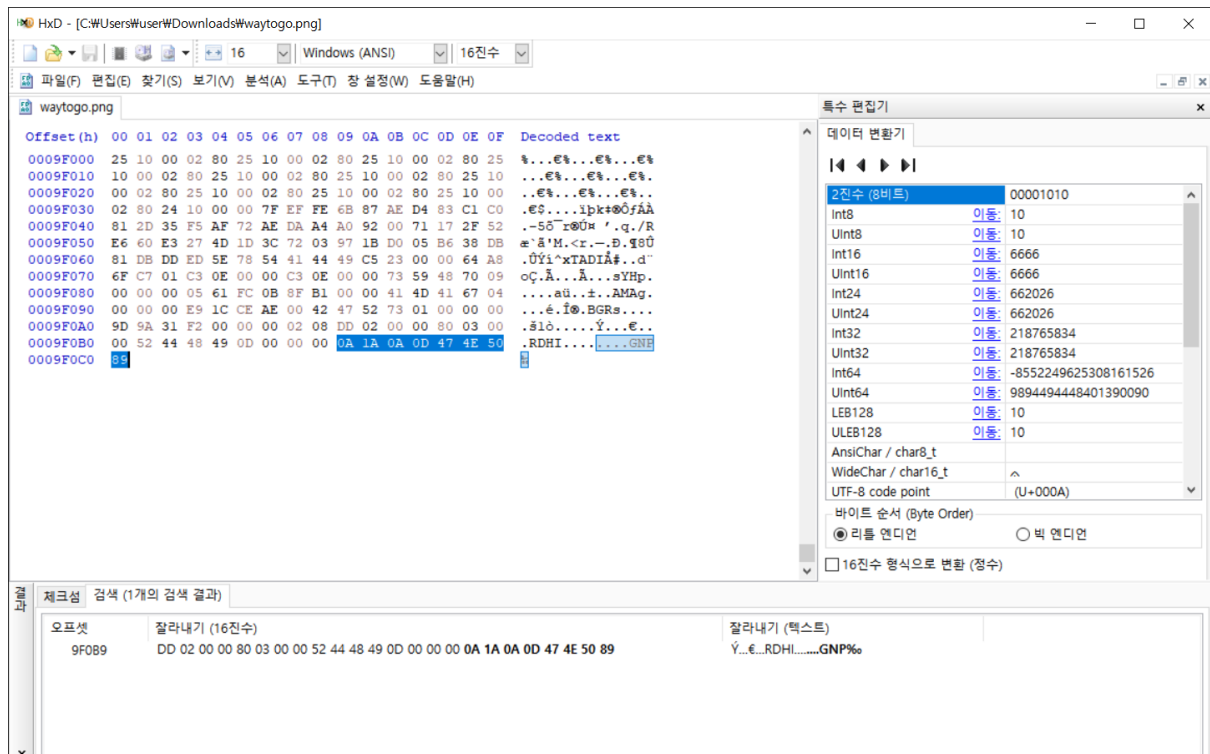 HxD - [C:₩Users₩user₩Downloads₩waytogo.png]
16 Windows (ANSI) 16진수
파일(F) 편집(E) 찾기(S) 보기(V) 분석(A) 도구(T) 창 설정(W) 도움말(H)
waytogo.png
Offset(h) 00 01 02 03 04 05 06 07 08 09 0A 0B 0C 0D 0E 0F Decoded text
0009F000 25 10 00 02 80 25 10 00 02 80 25 10 00 02 80 25 %...€%...€%...€%
0009F010 10 00 02 80 25 10 00 02 80 25 10 00 02 80 25 10 ...€%...€%...€%.
0009F020 00 02 80 25 10 00 02 80 25 10 00 02 80 25 10 00 ..€%...€%...€%..
0009F030 02 80 24 10 00 00 7F EF FE 6B 87 AE D4 83 C1 C0 .€$....ïþk‡®ÔƒÁÀ
0009F040 81 2D 35 F5 AF 72 AE DA A4 A0 92 00 71 17 2F 52 .-5õ¯r®Ú¤ ’.q./R
0009F050 E6 60 E3 27 4D 1D 3C 72 03 97 1B D0 05 B6 38 DB æ`ã'M.<r.—.Ð.¶8Û
0009F060 81 DB DD ED 5E 78 54 41 44 49 C5 23 00 00 64 A8 .ÛÝí^xTADIÅ#..d¨
0009F070 6F C7 01 C3 0E 00 00 C3 0E 00 00 73 59 48 70 09 oÇ.Ã...Ã...sYHp.
0009F080 00 00 00 05 61 FC 0B 8F B1 00 00 41 4D 41 67 04 ....aü..±..AMAg.
0009F090 00 00 00 E9 1C CE AE 00 42 47 52 73 01 00 00 00 ...é.Î®.BGRs....
0009F0A0 9D 9A 31 F2 00 00 00 02 08 DD 02 00 00 80 03 00 .š1ò.....Ý...€..
0009F0B0 00 52 44 48 49 0D 00 00 00 0A 1A 0A 0D 47 4E 50 .RDHI........GNP
0009F0C0 89 ‰
특수 편집기
데이터 변환기
2진수 (8비트) 00001010
Int8 이동: 10
UInt8 이동: 10
Int16 이동: 6666
UInt16 이동: 6666
Int24 이동: 662026
UInt24 이동: 662026
Int32 이동: 218765834
UInt32 이동: 218765834
Int64 이동: -8552249625308161526
UInt64 이동: 9894494448401390090
LEB128 이동: 10
ULEB128 이동: 10
AnsiChar / char8_t
WideChar / char16_t ᨊ
UTF-8 code point (U+000A)
바이트 순서 (Byte Order)
리틀 엔디언 빅 엔디언
16진수 형식으로 변환 (정수)
결과
체크섬 검색 (1개의 검색 결과)
오프셋 잘라내기 (16진수) 잘라내기 (텍스트)
9F0B9 DD 02 00 00 80 03 00 00 52 44 48 49 0D 00 00 00 0A 1A 0A 0D 47 4E 50 89 Ý...€...RDHI........GNP‰